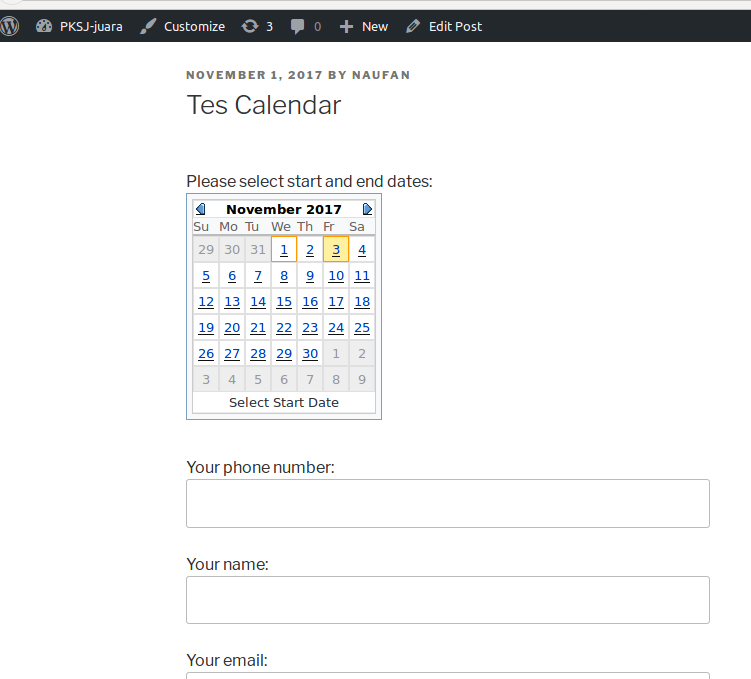 PKSJ-juara Customize 3 0 New Edit Post
NOVEMBER 1, 2017 BY NAUFAN
Tes Calendar
Please select start and end dates:
November 2017
Su Mo Tu We Th Fr Sa
29 30 31 1 2 3 4
5 6 7 8 9 10 11
12 13 14 15 16 17 18
19 20 21 22 23 24 25
26 27 28 29 30 1 2
3 4 5 6 7 8 9
Select Start Date
Your phone number:
Your name:
Your email: